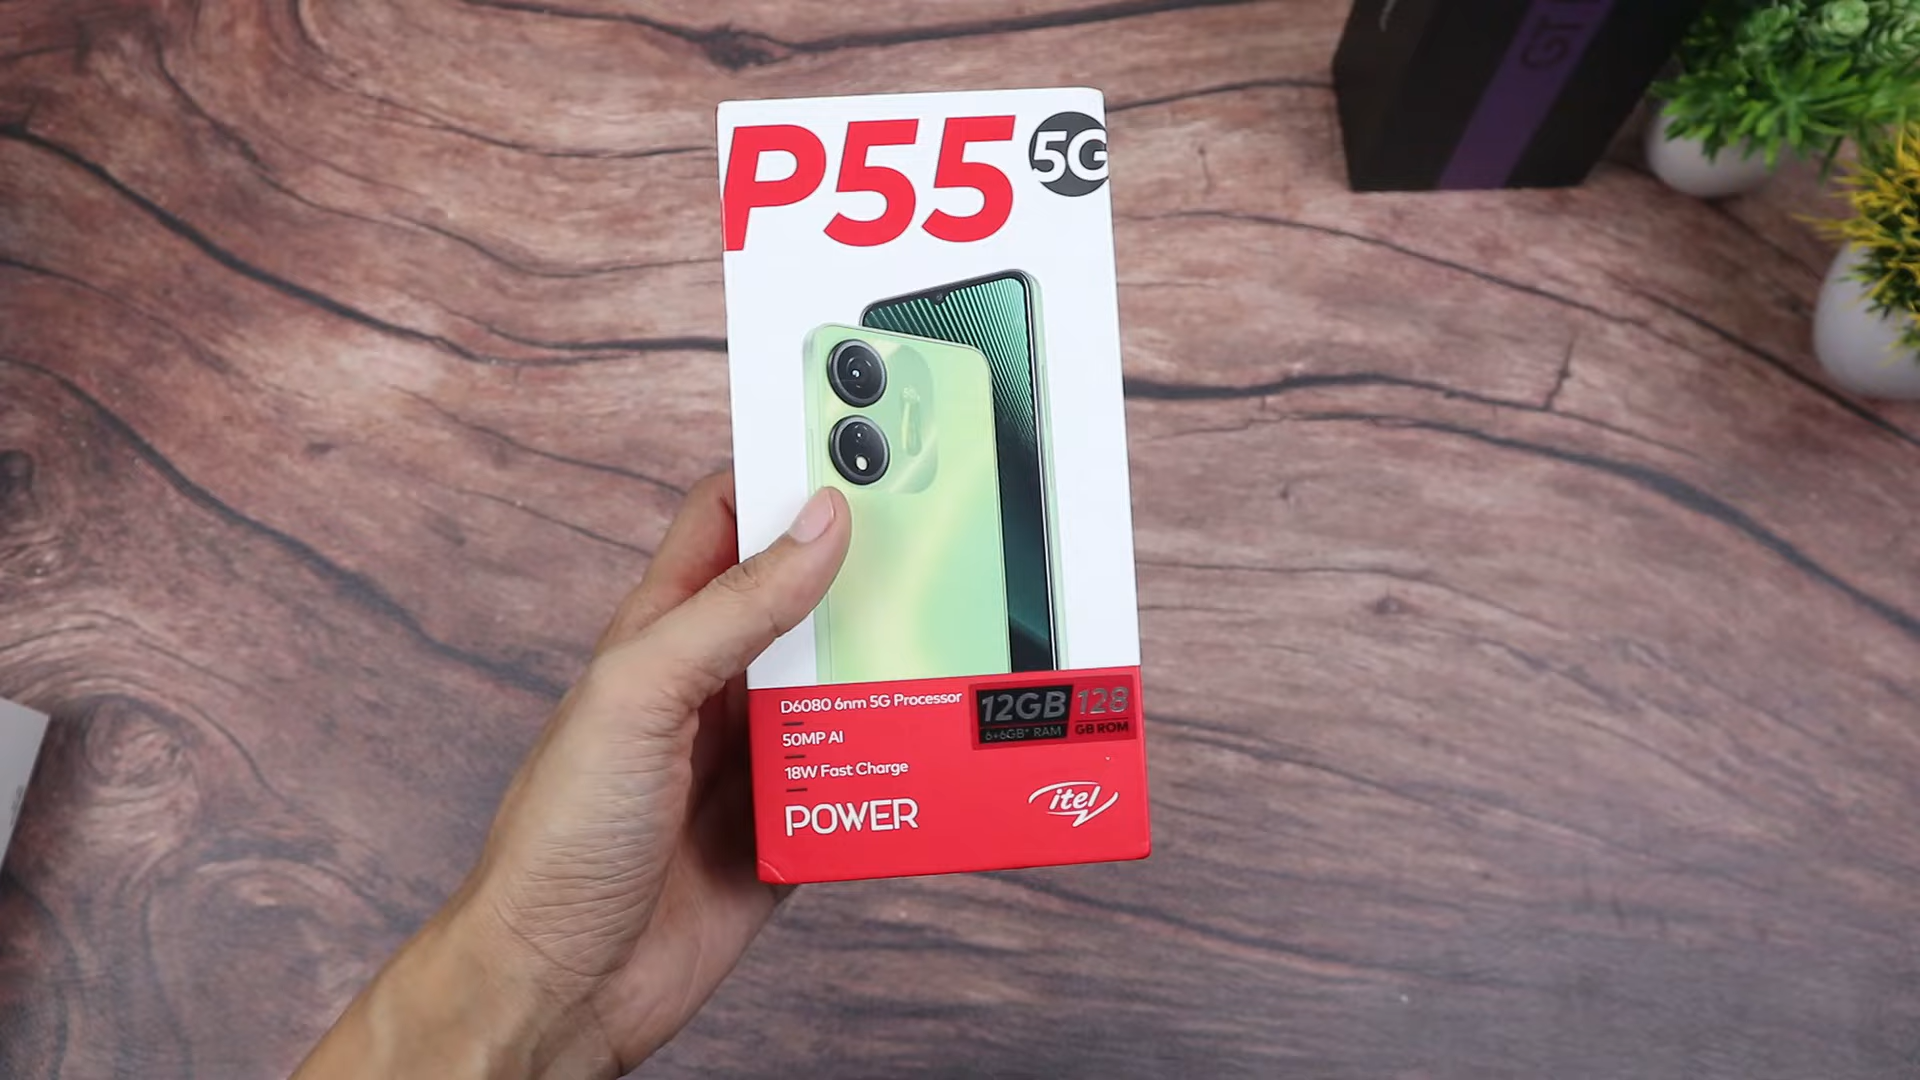 P55 5G
D6080 6nm 5G Processor
50MP AI
18W Fast Charge
POWER
12GB
6+6GB* RAM
128
GB ROM
itel
GT